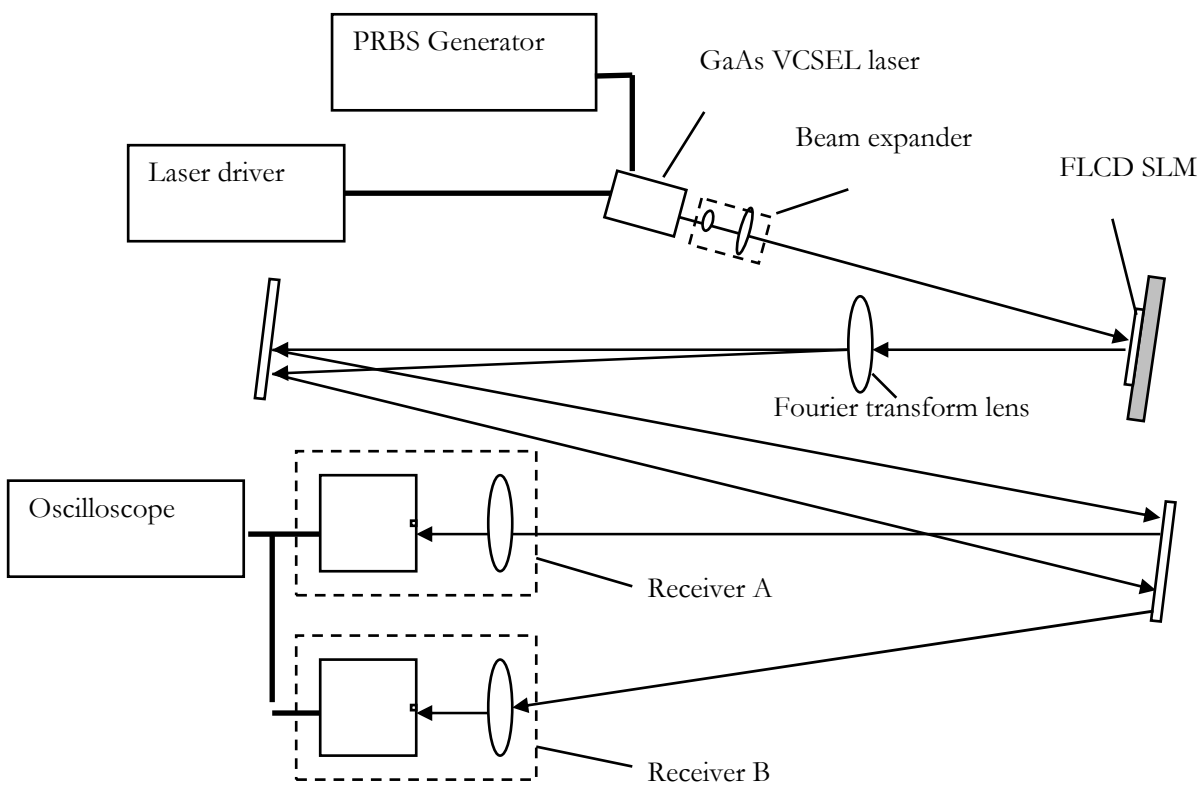 PRBS Generator
GaAs VCSEL laser
Beam expander
Laser driver
FLCD SLM
Fourier transform lens
Oscilloscope
Receiver A
Receiver B